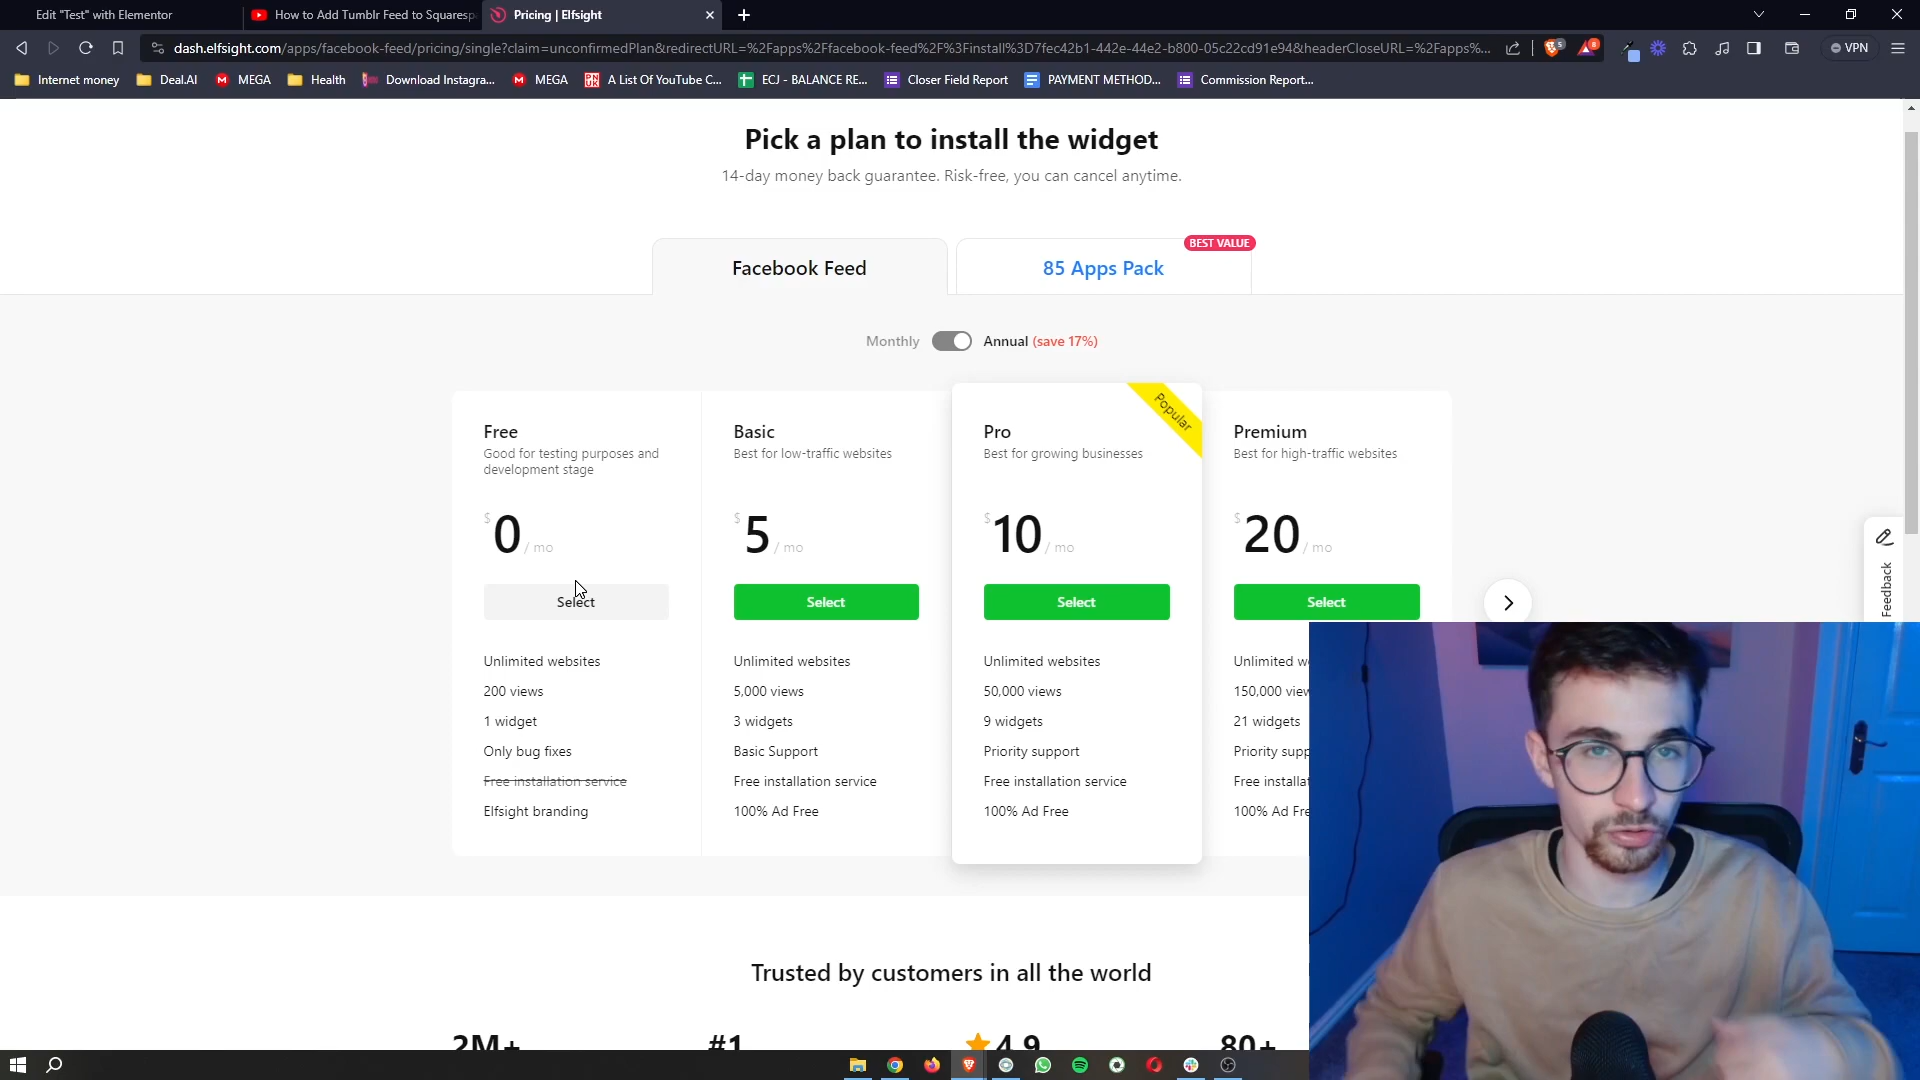 Edit "Test" with Elementor
How to Add Tumblr Feed to Squaresp
Pricing | Elfsight
dash.elfsight.com/apps/facebook-feed/pricing/single?claim=unconfirmedPlan&redirectURL=%2Fapps%2Ffacebook-feed%2F%3Finstall%3D7fec42b1-442e-44e2-b800-05c22cd91e94&headerCloseURL=%2Fapps%...
VPN
Internet money
Deal.AI
MEGA
Health
Download Instagra...
MEGA
A List Of YouTube C...
ECJ - BALANCE RE...
Closer Field Report
PAYMENT METHOD...
Commission Report...
Pick a plan to install the widget
14-day money back guarantee. Risk-free, you can cancel anytime.
Facebook Feed
85 Apps Pack
BEST VALUE
Monthly
Annual (save 17%)
Free
Good for testing purposes and
development stage
$0 / mo
Select
Unlimited websites
200 views
1 widget
Only bug fixes
Free installation service
Elfsight branding
Basic
Best for low-traffic websites
$5 / mo
Select
Unlimited websites
5,000 views
3 widgets
Basic Support
Free installation service
100% Ad Free
Popular
Pro
Best for growing businesses
$10 / mo
Select
Unlimited websites
50,000 views
9 widgets
Priority support
Free installation service
100% Ad Free
Premium
Best for high-traffic websites
$20 / mo
Select
Unlimited w
150,000 view
21 widgets
Priority supp
Free installa
100% Ad Fre
Feedback
Trusted by customers in all the world
2M+
#1
4.9
80+